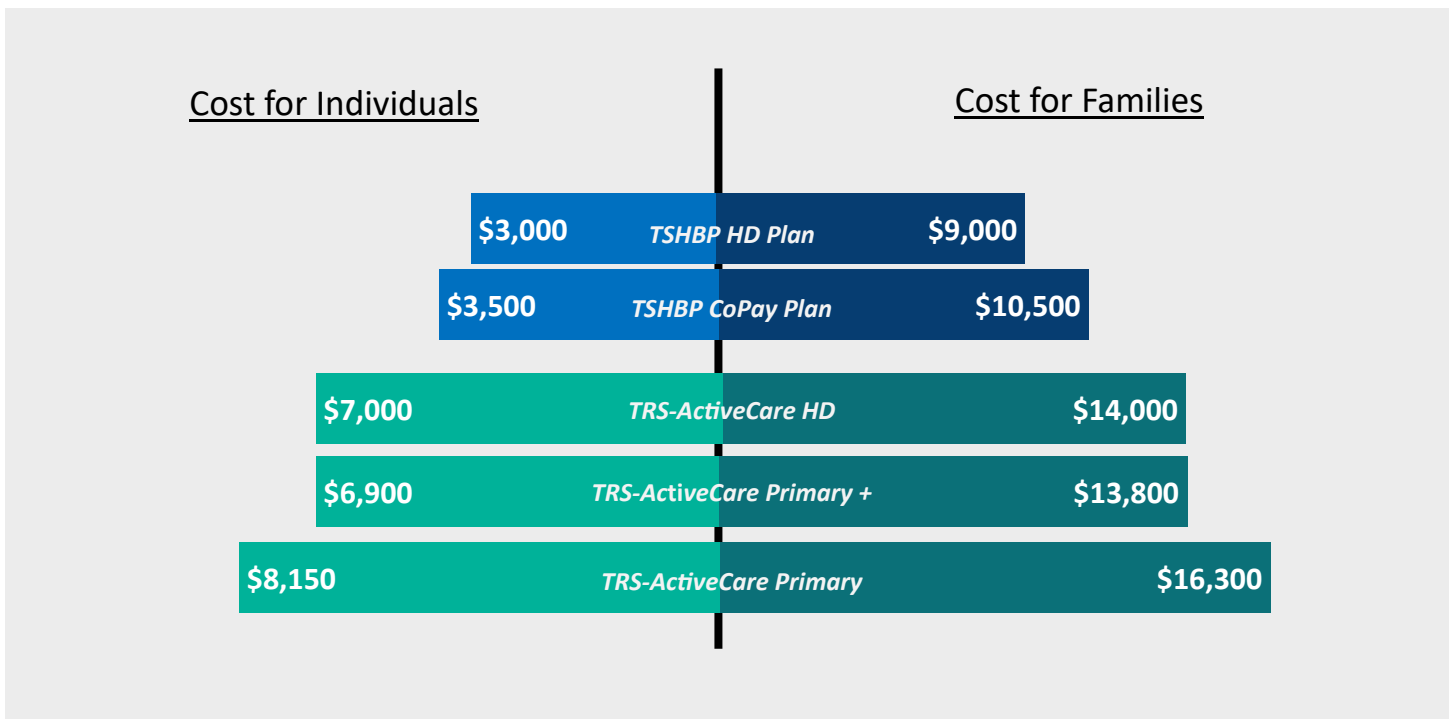 Cost for Individuals
Cost for Families
$3,000 TSHBP HD Plan $9,000
$3,500 TSHBP CoPay Plan $10,500
$7,000 TRS-ActiveCare HD $14,000
$6,900 TRS-ActiveCare Primary + $13,800
$8,150 TRS-ActiveCare Primary $16,300